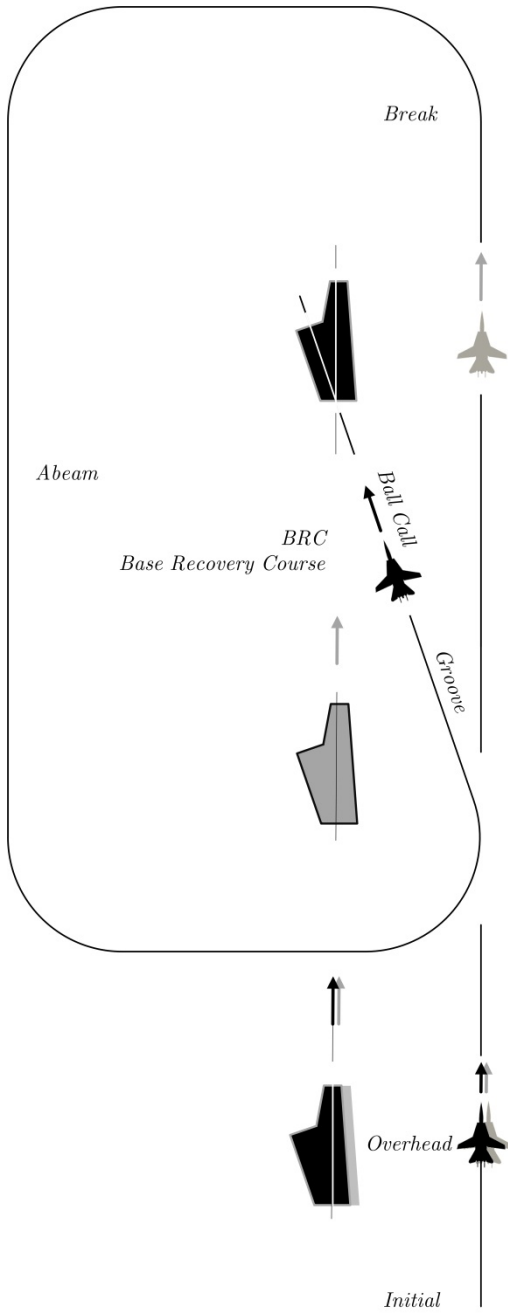 Break
Abeam
Ball Call
BRC
Base Recovery Course
Groove
Overhead
Initial